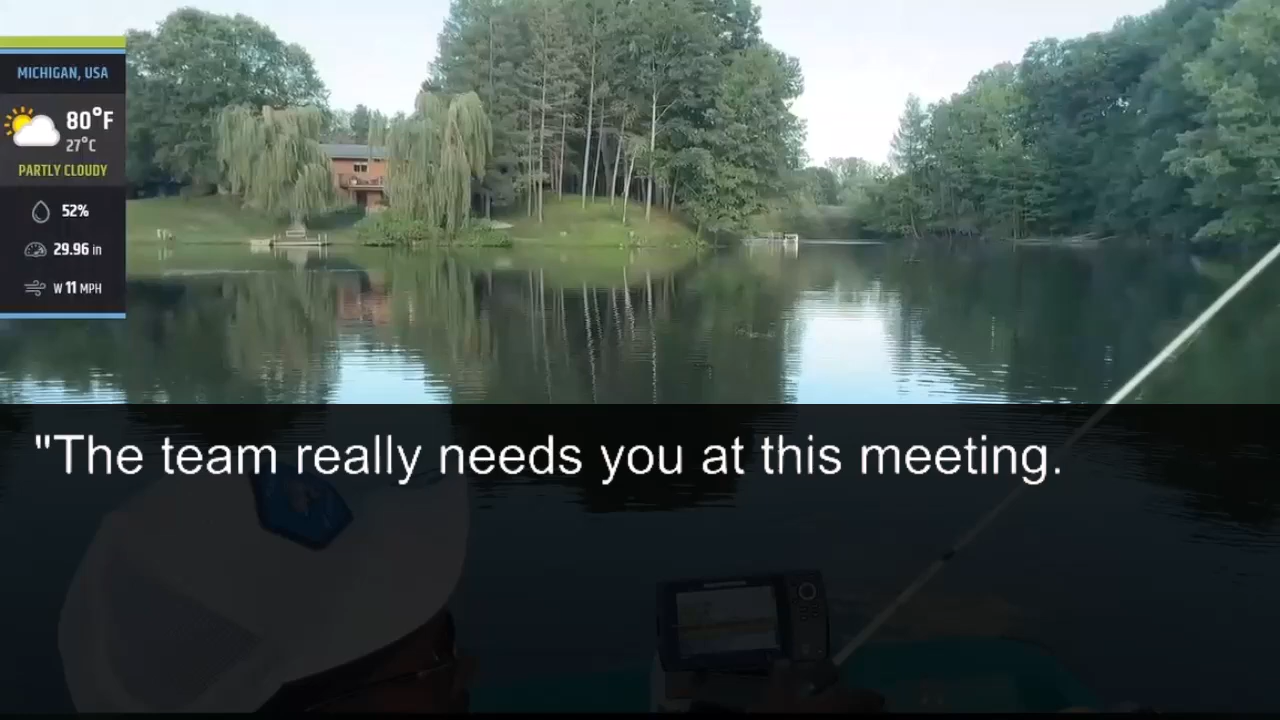 MICHIGAN, USA
80°F
27°C
PARTLY CLOUDY
52%
29.96 in
W 11 MPH
"The team really needs you at this meeting.